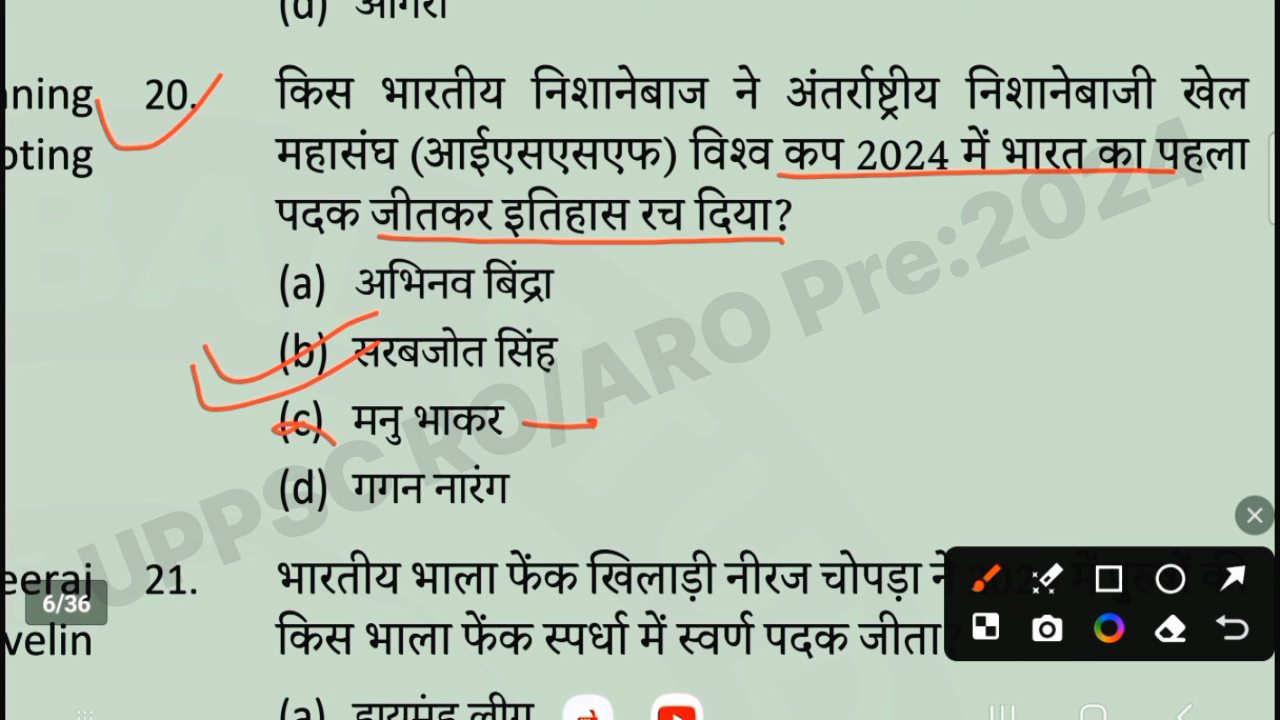 (d) आगरा
nning 20. किस भारतीय निशानेबाज ने अंतर्राष्ट्रीय निशानेबाजी खेल
oting महासंघ (आईएसएसएफ) विश्व कप 2024 में भारत का पहला
पदक जीतकर इतिहास रच दिया?
(a) अभिनव बिंद्रा
(b) सरबजोत सिंह
(c) मनु भाकर
(d) गगन नारंग
UPPSC RO/ARO Pre:2024
eeraj 21. भारतीय भाला फेंक खिलाड़ी नीरज चोपड़ा ने
6/36
velin किस भाला फेंक स्पर्धा में स्वर्ण पदक जीता?
(a) डायमंड लीग